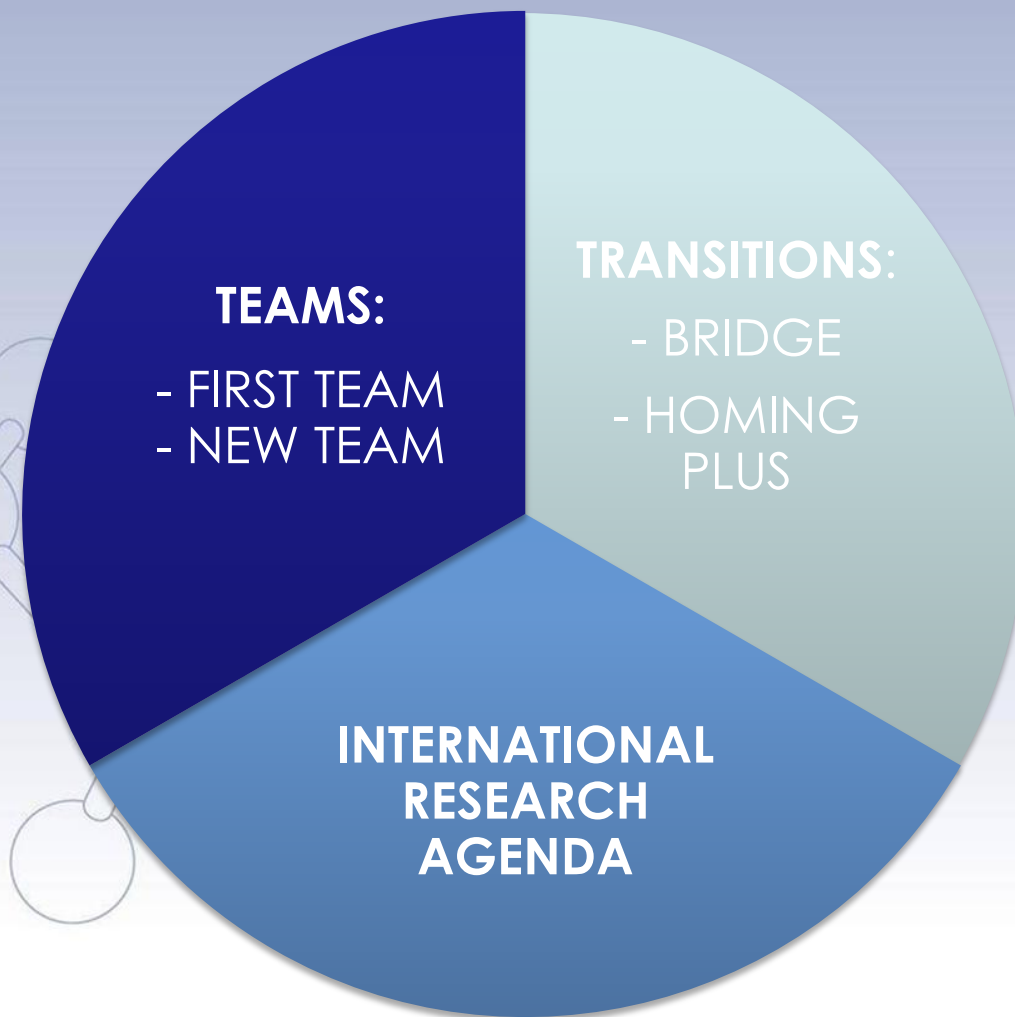 TEAMS:
- FIRST TEAM
- NEW TEAM
TRANSITIONS:
- BRIDGE
- HOMING
PLUS
INTERNATIONAL
RESEARCH
AGENDA